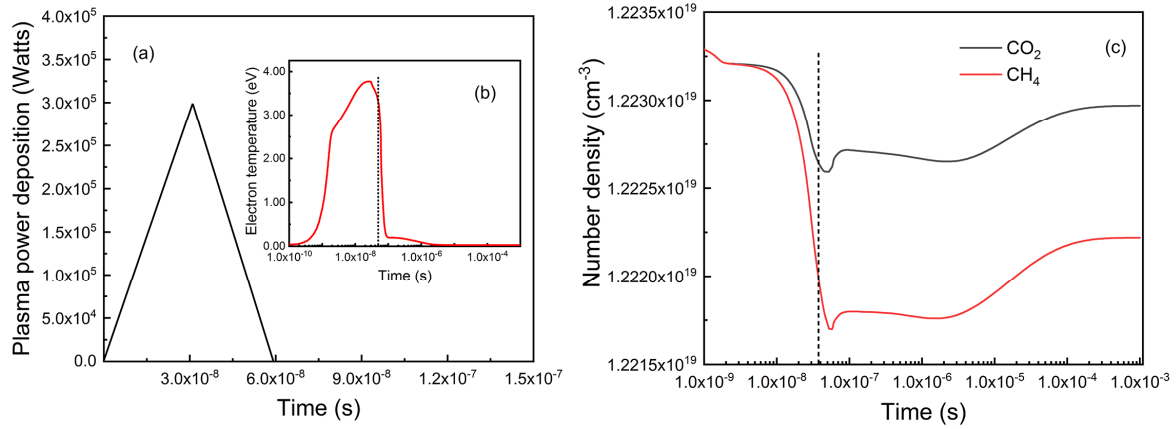 Plasma power deposition (Watts)
4.0x10⁵
3.5x10⁵
3.0x10⁵
2.5x10⁵
2.0x10⁵
1.5x10⁵
1.0x10⁵
5.0x10⁴
0.0
(a)
3.0x10⁻⁸
6.0x10⁻⁸
9.0x10⁻⁸
1.2x10⁻⁷
1.5x10⁻⁷
Time (s)
Electron temperature (eV)
4.00
3.00
2.00
1.00
0.00
(b)
1.0x10⁻¹⁰
1.0x10⁻⁸
1.0x10⁻⁶
1.0x10⁻⁴
Time (s)
Number density (cm⁻³)
1.2235x10¹⁹
1.2230x10¹⁹
1.2225x10¹⁹
1.2220x10¹⁹
1.2215x10¹⁹
CO₂
CH₄
(c)
1.0x10⁻⁹
1.0x10⁻⁸
1.0x10⁻⁷
1.0x10⁻⁶
1.0x10⁻⁵
1.0x10⁻⁴
1.0x10⁻³
Time (s)